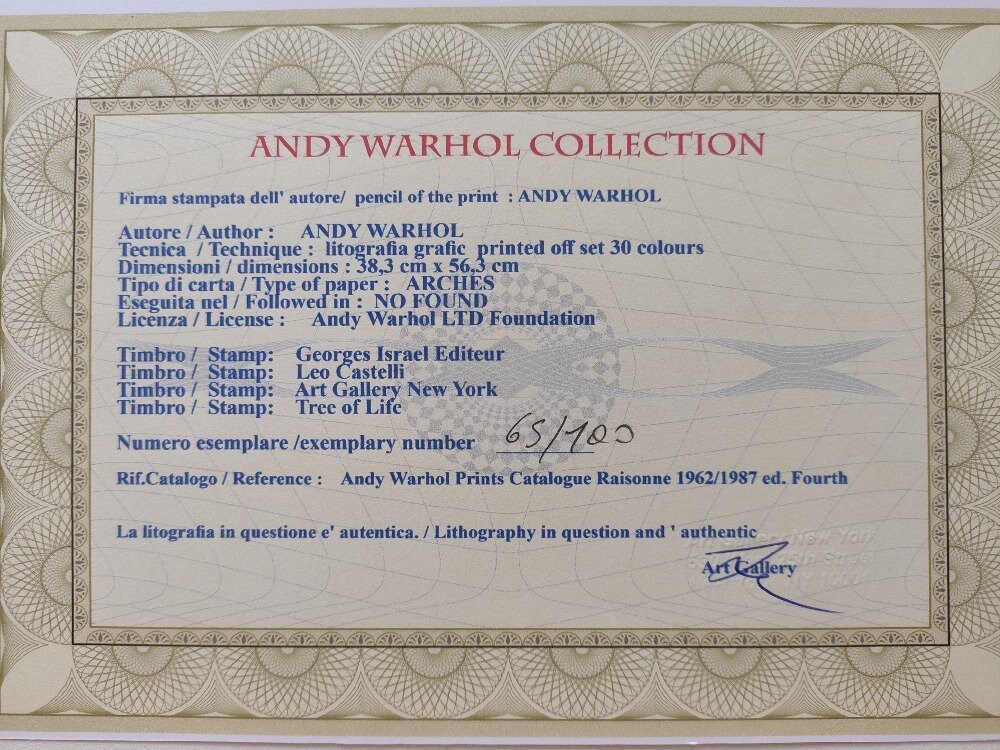 ANDY WARHOL COLLECTION
Firma stampata dell' autore/ pencil of the print : ANDY WARHOL
Autore / Author : ANDY WARHOL
Tecnica / Technique : litografia grafic printed off set 30 colours
Dimensioni / dimensions : 38,3 cm x 56,3 cm
Tipo di carta / Type of paper : ARCHES
Eseguita nel / Followed in : NO FOUND
Licenza / License : Andy Warhol LTD Foundation
Timbro / Stamp: Georges Israel Editeur
Timbro / Stamp: Leo Castelli
Timbro / Stamp: Art Gallery New York
Timbro / Stamp: Tree of Life
Numero esemplare /exemplary number 65/100
Rif.Catalogo / Reference : Andy Warhol Prints Catalogue Raisonne 1962/1987 ed. Fourth
La litografia in questione e' autentica. / Lithography in question and ' authentic
New York
Art Gallery